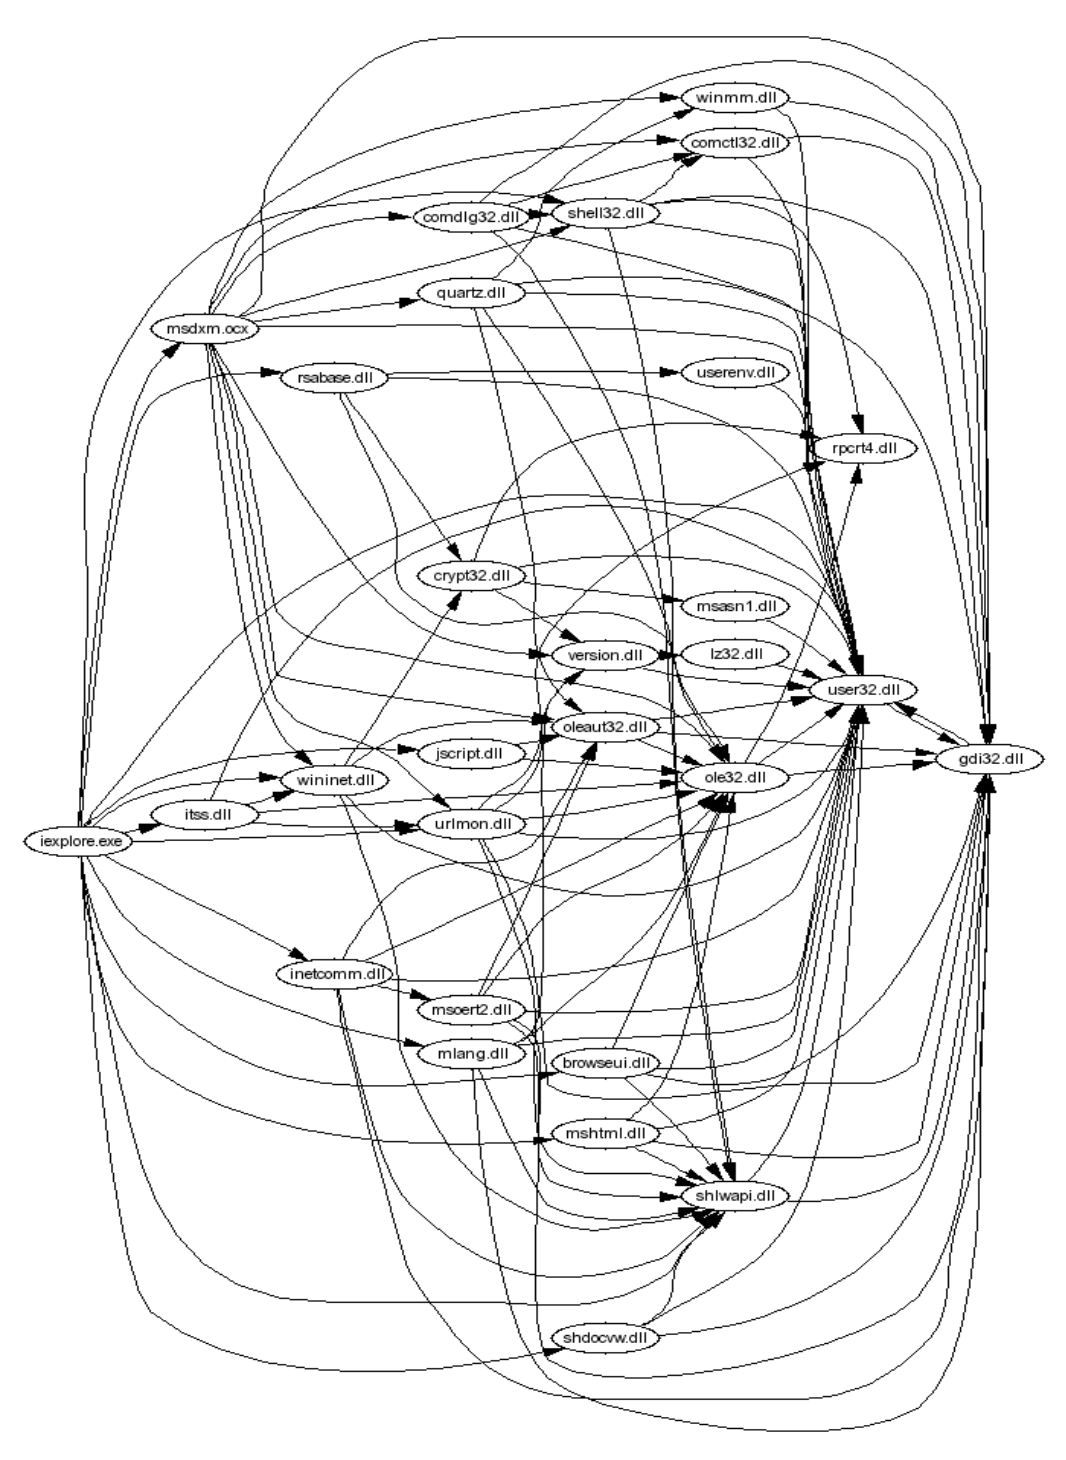 winmm.dll
comctl32.dll
comdlg32.dll
shell32.dll
quartz.dll
msdxm.ocx
rsabase.dll
userenv.dll
rpcrt4.dll
crypt32.dll
msasn1.dll
version.dll
lz32.dll
user32.dll
oleaut32.dll
jscript.dll
gdi32.dll
wininet.dll
ole32.dll
itss.dll
urlmon.dll
iexplore.exe
inetcomm.dll
msoert2.dll
mlang.dll
browseui.dll
mshtml.dll
shlwapi.dll
shdocvw.dll